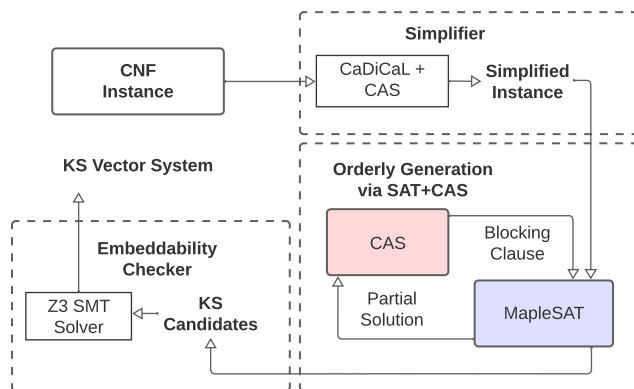 Simplifier
CNF
Instance
CaDiCaL +
CAS
Simplified
Instance
KS Vector System
Orderly Generation
via SAT+CAS
CAS
Blocking
Clause
Embeddability
Checker
Z3 SMT
Solver
KS
Candidates
Partial
Solution
MapleSAT